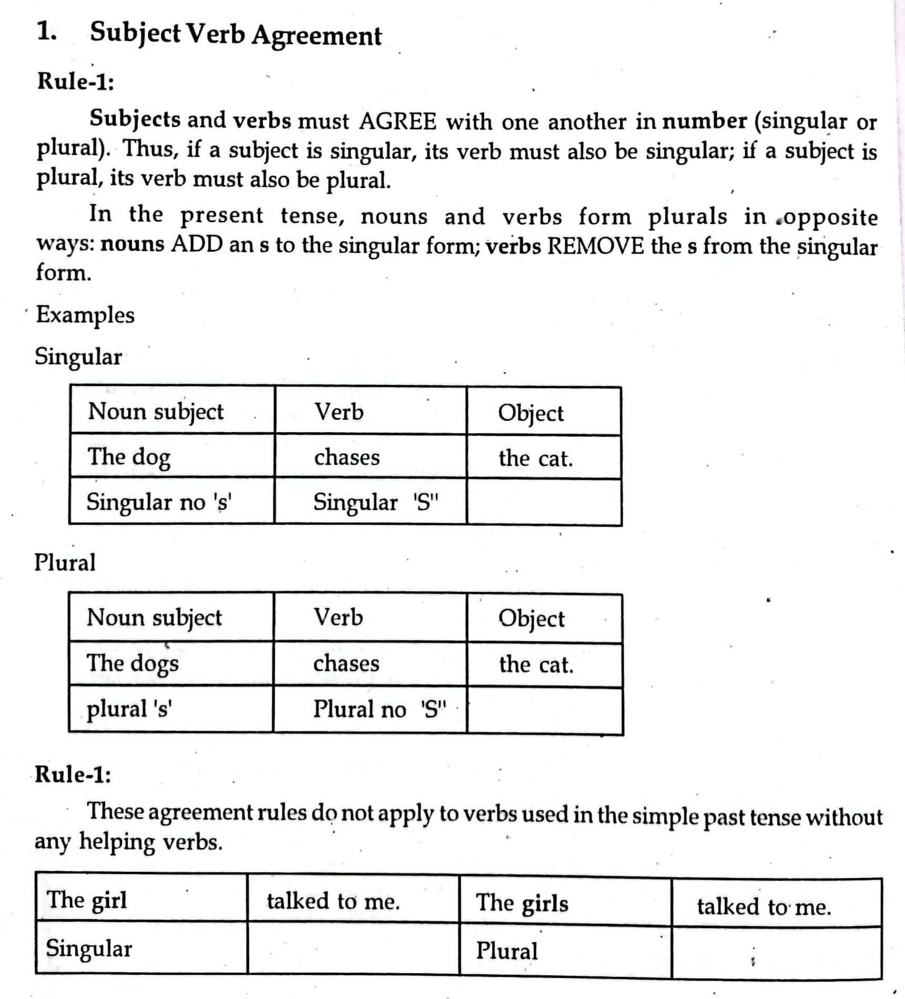 1. Subject Verb Agreement
Rule-1:
Subjects and verbs must AGREE with one another in number (singular or
plural). Thus, if a subject is singular, its verb must also be singular; if a subject is
plural, its verb must also be plural.
In the present tense, nouns and verbs form plurals in opposite
ways: nouns ADD an s to the singular form; verbs REMOVE the s from the singular
form.
Examples
Singular
Noun subject Verb Object
The dog chases the cat.
Singular no 's' Singular 'S"
Plural
Noun subject Verb Object
The dogs chases the cat.
plural 's' Plural no 'S"
Rule-1:
These agreement rules do not apply to verbs used in the simple past tense without
any helping verbs.
The girl talked to me. The girls talked to me.
Singular Plural